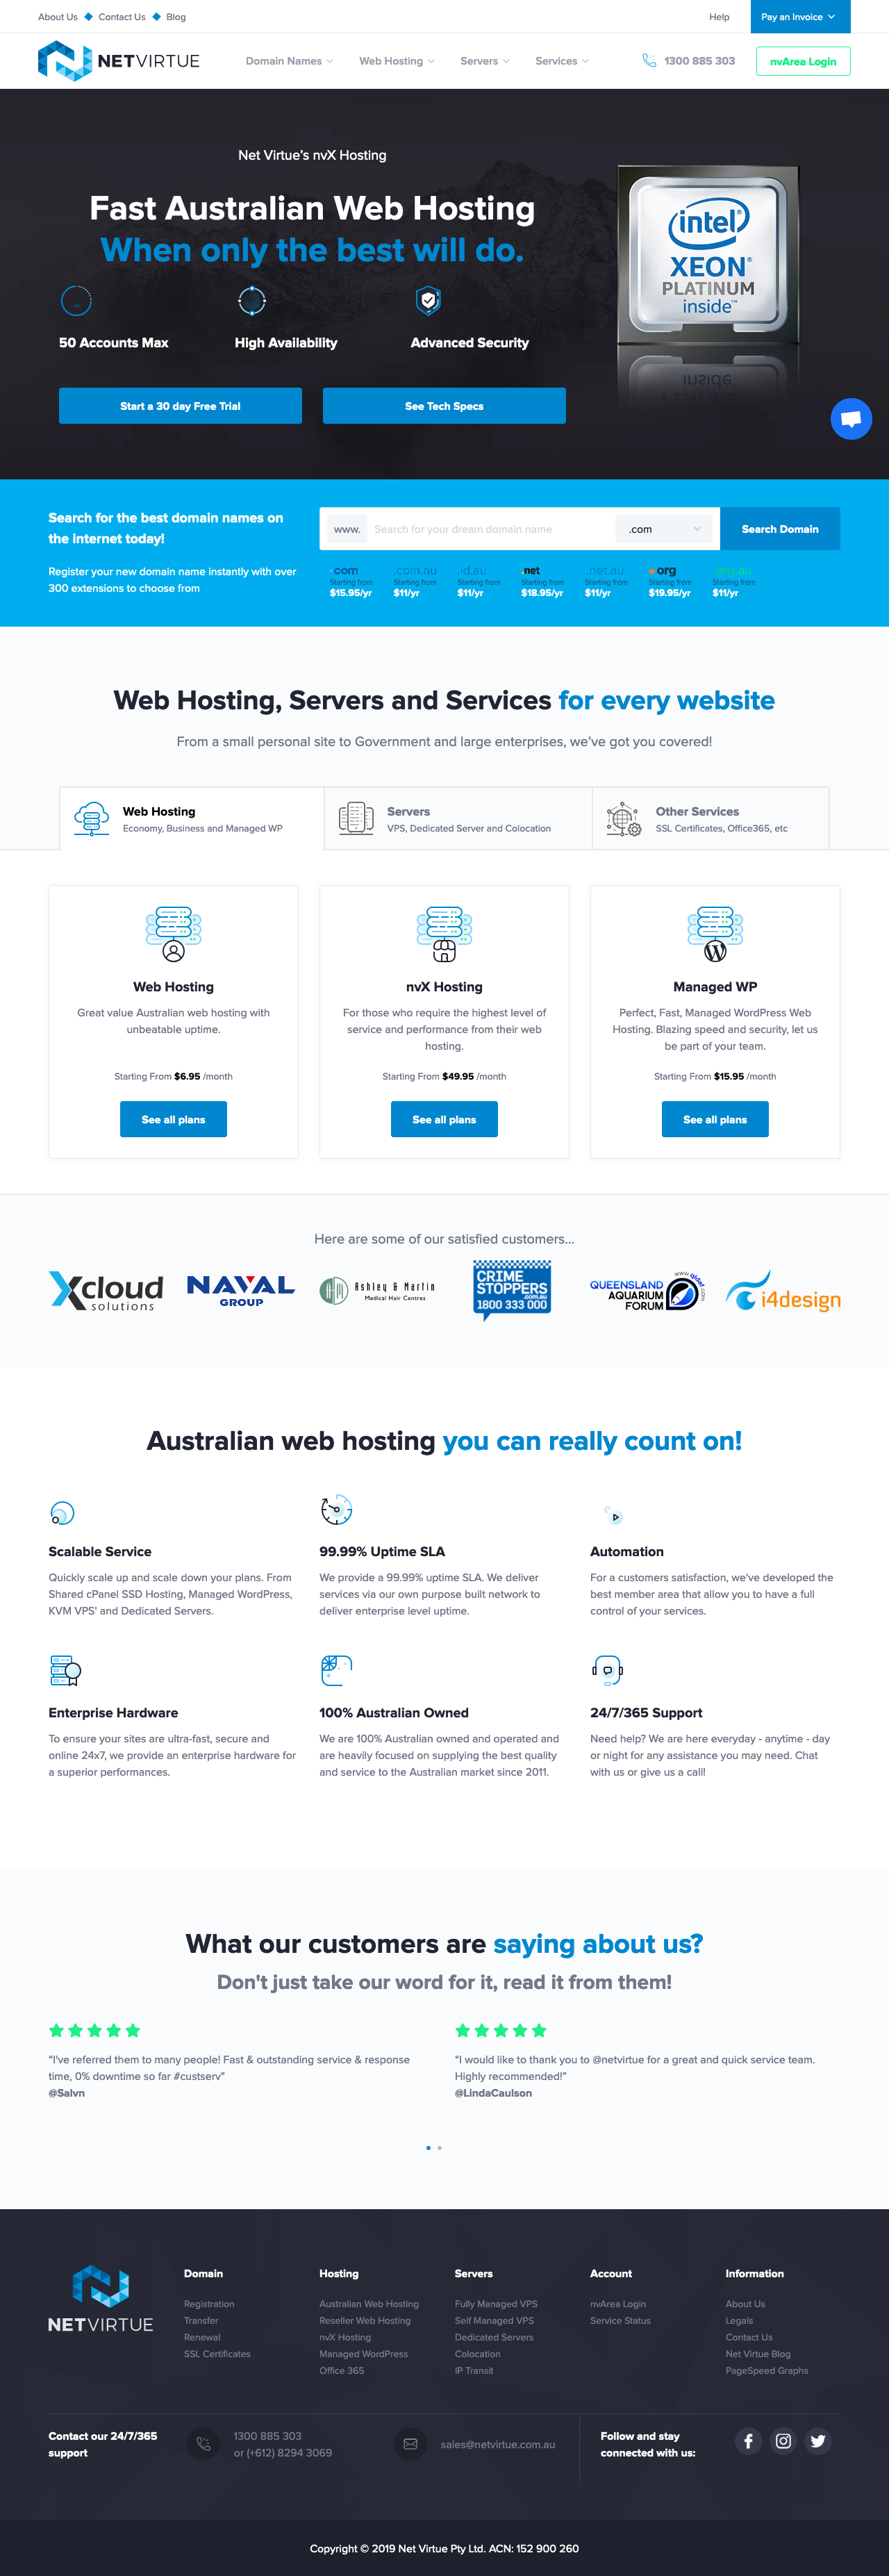 About Us Contact Us Blog
Help
Pay an Invoice
NETVIRTUE
Domain Names
Web Hosting
Servers
Services
1300 885 303
nvArea Login
Net Virtue's nvX Hosting
Fast Australian Web Hosting
When only the best will do.
50 Accounts Max
High Availability
Advanced Security
Start a 30 day Free Trial
See Tech Specs
intel®
XEON®
PLATINUM
inside™
Search for the best domain names on
the internet today!
Register your new domain name instantly with over
300 extensions to choose from
www.
Search for your dream domain name
.com
Search Domain
.com
Starting from
$15.95/yr
.com.au
Starting from
$11/yr
.id.au
Starting from
$11/yr
.net
Starting from
$18.95/yr
.net.au
Starting from
$11/yr
.org
Starting from
$19.95/yr
.org.au
Starting from
$11/yr
Web Hosting, Servers and Services for every website
From a small personal site to Government and large enterprises, we've got you covered!
Web Hosting
Economy, Business and Managed WP
Servers
VPS, Dedicated Server and Colocation
Other Services
SSL Certificates, Office365, etc
Web Hosting
Great value Australian web hosting with
unbeatable uptime.
Starting From $6.95 /month
See all plans
nvX Hosting
For those who require the highest level of
service and performance from their web
hosting.
Starting From $49.95 /month
See all plans
Managed WP
Perfect, Fast, Managed WordPress Web
Hosting. Blazing speed and security, let us
be part of your team.
Starting From $15.95 /month
See all plans
Here are some of our satisfied customers...
Xcloud
solutions
NAVAL
GROUP
Ashley & Martin
Medical Hair Centres
CRIME
STOPPERS
.com.au
1800 333 000
QUEENSLAND
AQUARIUM
FORUM
www.qldaf.com
i4design
Australian web hosting you can really count on!
Scalable Service
Quickly scale up and scale down your plans. From
Shared cPanel SSD Hosting, Managed WordPress,
KVM VPS' and Dedicated Servers.
99.99% Uptime SLA
We provide a 99.99% uptime SLA. We deliver
services via our own purpose built network to
deliver enterprise level uptime.
Automation
For a customers satisfaction, we've developed the
best member area that allow you to have a full
control of your services.
Enterprise Hardware
To ensure your sites are ultra-fast, secure and
online 24x7, we provide an enterprise hardware for
a superior performances.
100% Australian Owned
We are 100% Australian owned and operated and
are heavily focused on supplying the best quality
and service to the Australian market since 2011.
24/7/365 Support
Need help? We are here everyday - anytime - day
or night for any assistance you may need. Chat
with us or give us a call!
What our customers are saying about us?
Don't just take our word for it, read it from them!
“I've referred them to many people! Fast & outstanding service & response
time, 0% downtime so far #custserv”
@Salvn
“I would like to thank you to @netvirtue for a great and quick service team.
Highly recommended!”
@LindaCaulson
NETVIRTUE
Domain
Registration
Transfer
Renewal
SSL Certificates
Hosting
Australian Web Hosting
Reseller Web Hosting
nvX Hosting
Managed WordPress
Office 365
Servers
Fully Managed VPS
Self Managed VPS
Dedicated Servers
Colocation
IP Transit
Account
nvArea Login
Service Status
Information
About Us
Legals
Contact Us
Net Virtue Blog
PageSpeed Graphs
Contact our 24/7/365
support
1300 885 303
or (+612) 8294 3069
sales@netvirtue.com.au
Follow and stay
connected with us:
Copyright © 2019 Net Virtue Pty Ltd. ACN: 152 900 260